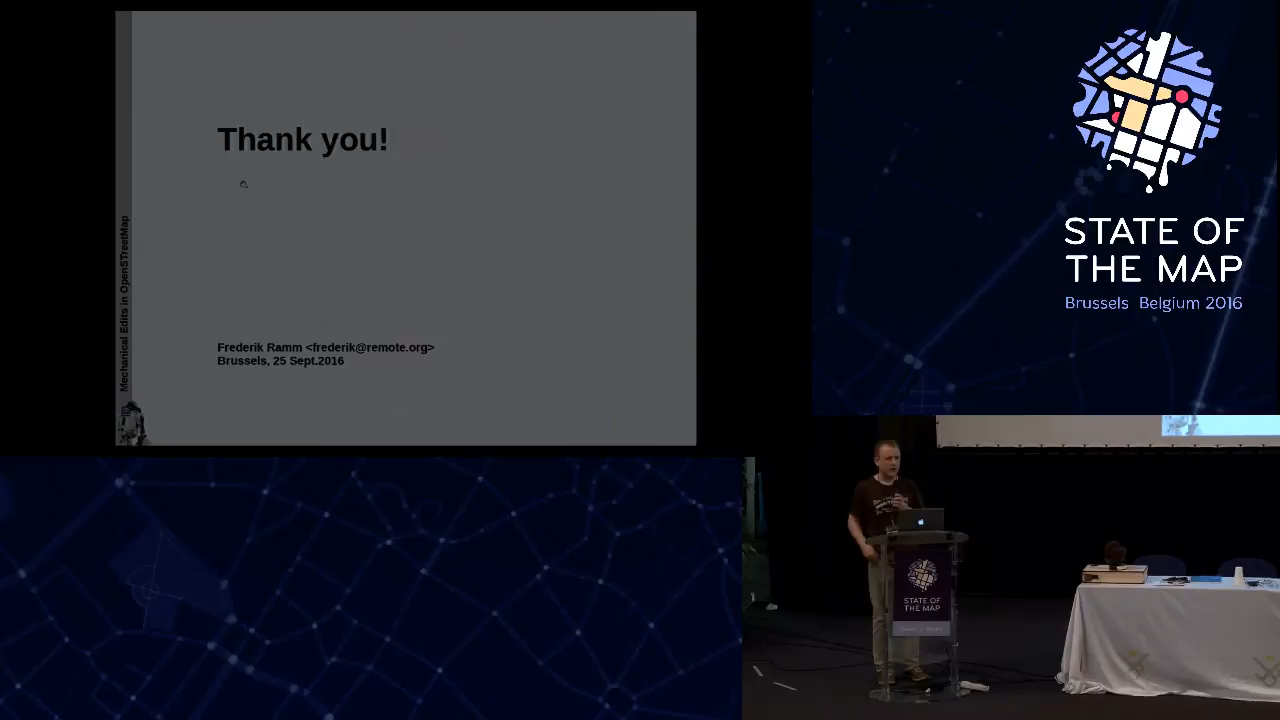 Thank you!
Mechanical Edits in OpenSTreetMap
Frederik Ramm <frederik@remote.org>
Brussels, 25 Sept.2016
STATE OF
THE MAP
Brussels Belgium 2016
STATE OF
THE MAP